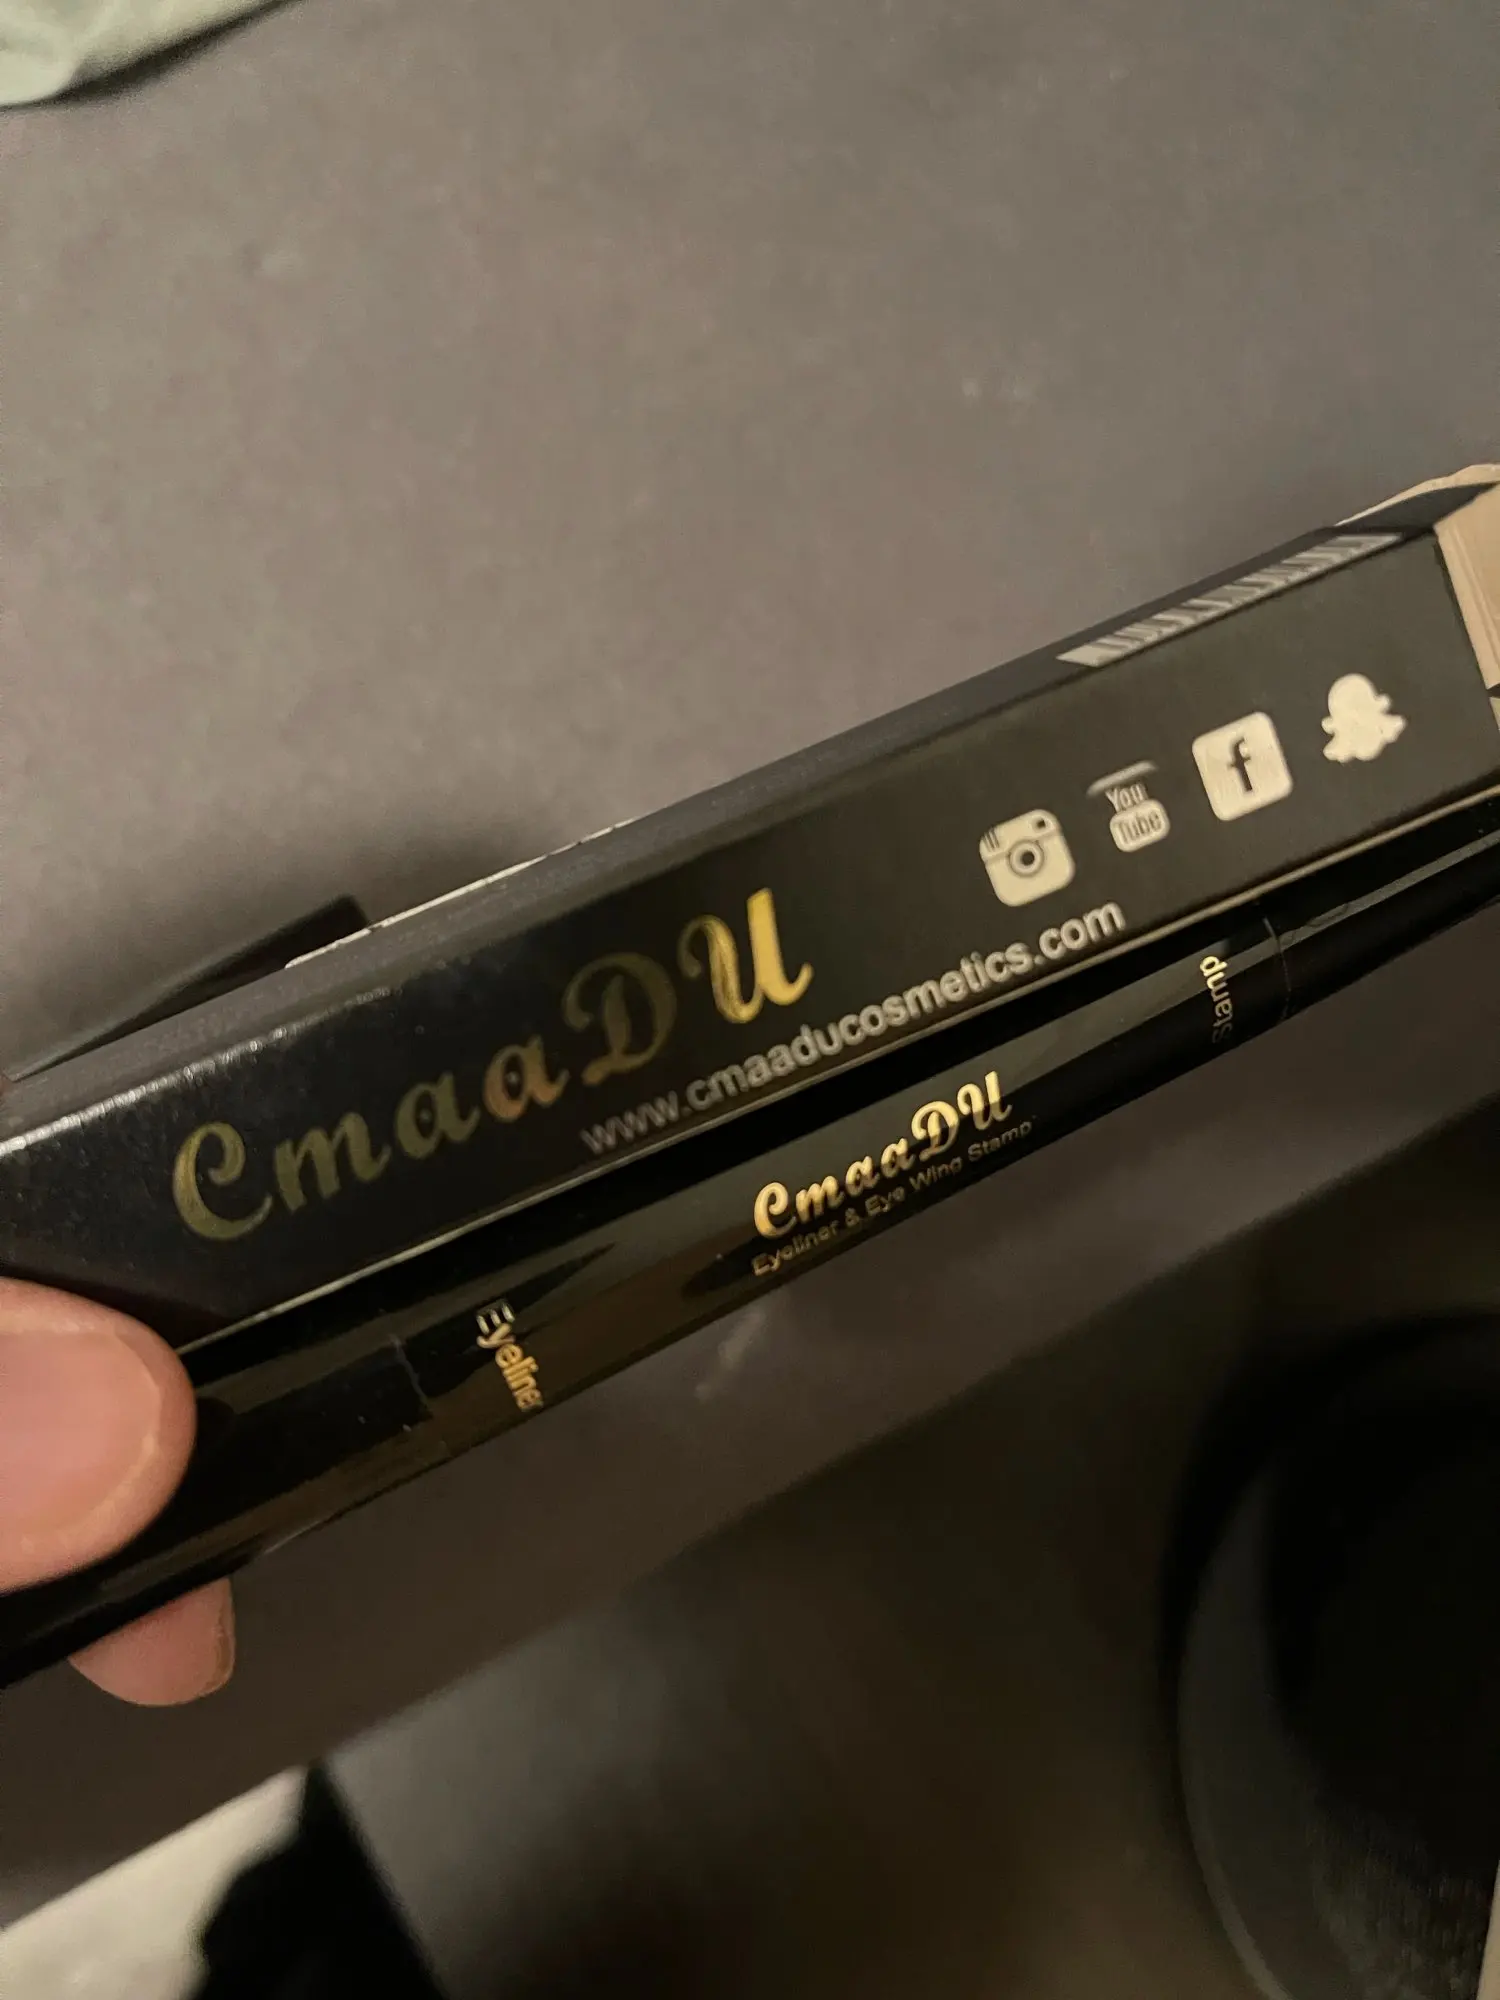 CmaaDU
www.cmaaducosmetics.com
You
Tube
f
CmaaDU
Eyeliner & Eye Wing Stamp
Eyeliner
Stamp